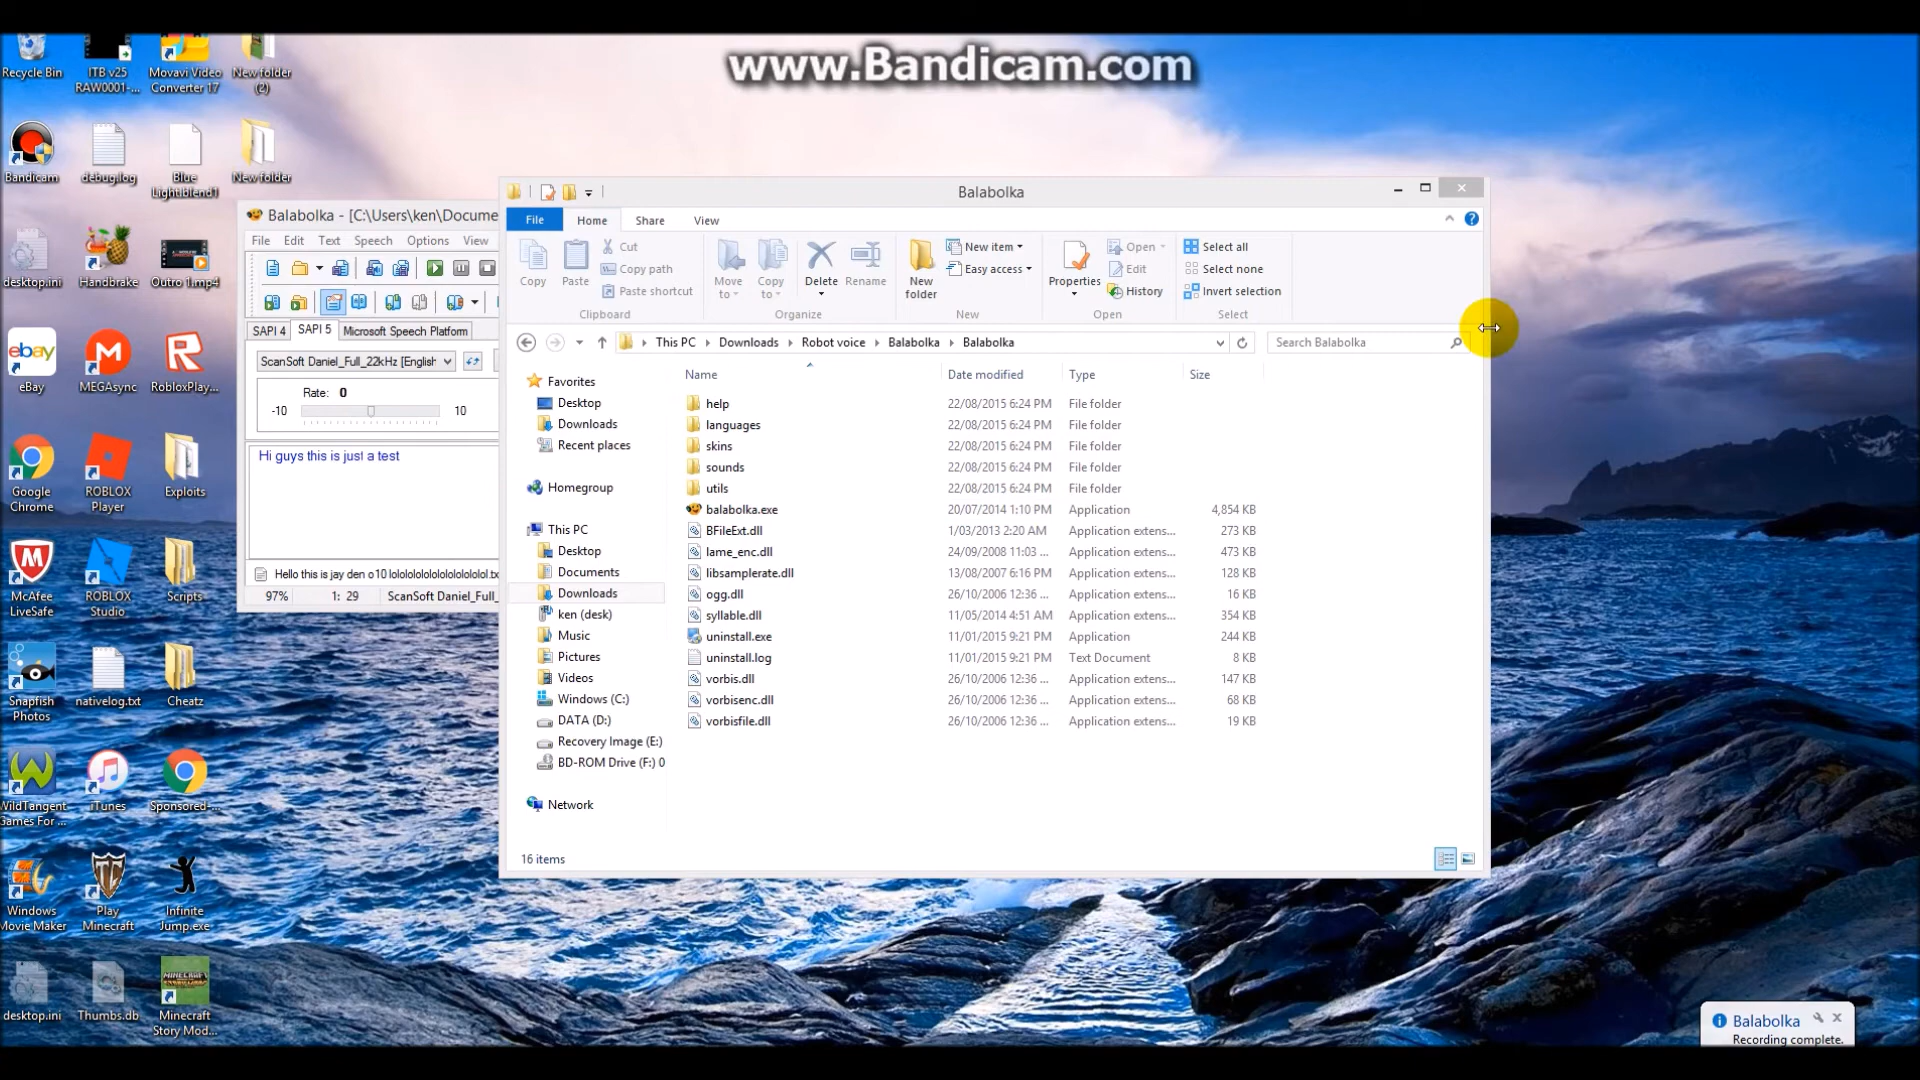 www.Bandicam.com
Recycle Bin
ITB v25 RAW0001-...
Movavi Video Converter 17
New folder (2)
Bandicam
debug.log
Blue Light.blend1
New folder
desktop.ini
Handbrake
Outro 1.mp4
eBay
MEGAsync
RobloxPlay...
Google Chrome
ROBLOX Player
Exploits
McAfee LiveSafe
ROBLOX Studio
Scripts
Snapfish Photos
nativelog.txt
Cheatz
WildTangent Games For ...
iTunes
Sponsored-...
Windows Movie Maker
Play Minecraft
Infinite Jump.exe
desktop.ini
Thumbs.db
Minecraft Story Mod...
Balabolka - [C:\Users\ken\Docume
File Edit Text Speech Options View
SAPI 4 SAPI 5 Microsoft Speech Platform
ScanSoft Daniel_Full_22kHz [English
Rate: 0
-10 10
Hi guys this is just a test
Hello this is jay den o10 lolololololololololololol.tx
97% 1: 29 ScanSoft Daniel_Full_
Balabolka
File Home Share View
Copy Paste Cut
Copy path
Paste shortcut
Clipboard
Move to Copy to Delete Rename
Organize
New folder New item
Easy access
New
Properties Open
Edit
History
Open
Select all
Select none
Invert selection
Select
This PC Downloads Robot voice Balabolka Balabolka
Search Balabolka
Favorites
Desktop
Downloads
Recent places
Homegroup
This PC
Desktop
Documents
Downloads
ken (desk)
Music
Pictures
Videos
Windows (C:)
DATA (D:)
Recovery Image (E:)
BD-ROM Drive (F:) 0
Network
Name Date modified Type Size
help 22/08/2015 6:24 PM File folder
languages 22/08/2015 6:24 PM File folder
skins 22/08/2015 6:24 PM File folder
sounds 22/08/2015 6:24 PM File folder
utils 22/08/2015 6:24 PM File folder
balabolka.exe 20/07/2014 1:10 PM Application 4,854 KB
BFileExt.dll 1/03/2013 2:20 AM Application extens... 273 KB
lame_enc.dll 24/09/2008 11:03 ... Application extens... 473 KB
libsamplerate.dll 13/08/2007 6:16 PM Application extens... 128 KB
ogg.dll 26/10/2006 12:36 ... Application extens... 16 KB
syllable.dll 11/05/2014 4:51 AM Application extens... 354 KB
uninstall.exe 11/01/2015 9:21 PM Application 244 KB
uninstall.log 11/01/2015 9:21 PM Text Document 8 KB
vorbis.dll 26/10/2006 12:36 ... Application extens... 147 KB
vorbisenc.dll 26/10/2006 12:36 ... Application extens... 68 KB
vorbisfile.dll 26/10/2006 12:36 ... Application extens... 19 KB
16 items
Balabolka
Recording complete.